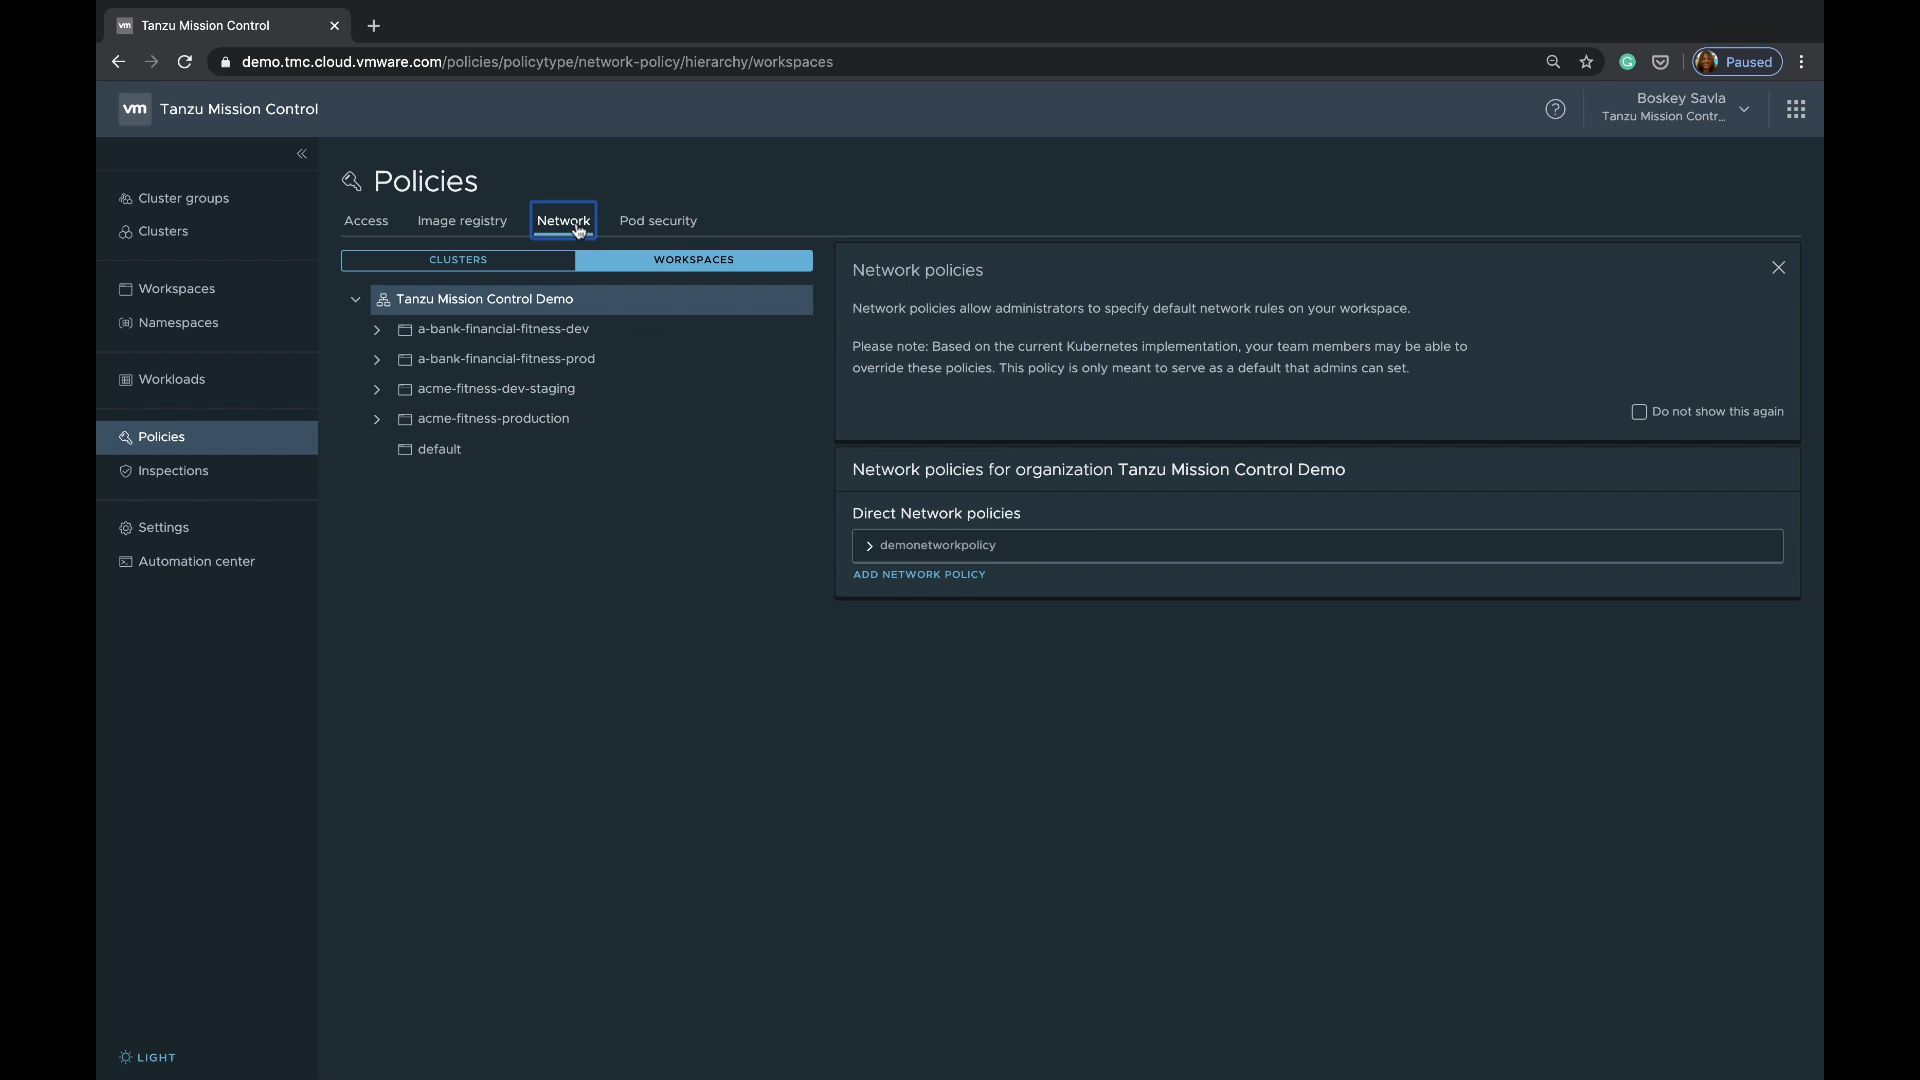 vm Tanzu Mission Control
demo.tmc.cloud.vmware.com/policies/policytype/network-policy/hierarchy/workspaces
G
Paused
vm Tanzu Mission Control
?
Boskey Savla
Tanzu Mission Contr...
Cluster groups
Clusters
Workspaces
Namespaces
Workloads
Policies
Inspections
Settings
Automation center
LIGHT
Policies
Access Image registry Network Pod security
CLUSTERS WORKSPACES
Tanzu Mission Control Demo
a-bank-financial-fitness-dev
a-bank-financial-fitness-prod
acme-fitness-dev-staging
acme-fitness-production
default
Network policies
Network policies allow administrators to specify default network rules on your workspace.
Please note: Based on the current Kubernetes implementation, your team members may be able to
override these policies. This policy is only meant to serve as a default that admins can set.
Do not show this again
Network policies for organization Tanzu Mission Control Demo
Direct Network policies
demonetworkpolicy
ADD NETWORK POLICY